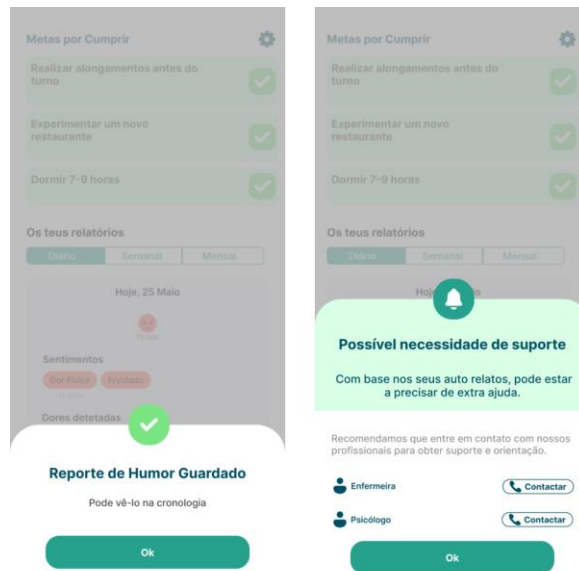 Metas por Cumprir
Realizar alongamentos antes do
turno
Experimentar um novo
restaurante
Dormir 7-9 horas
Os teus relatórios
Diário Semanal Mensal
Hoje, 25 Maio
Sentimentos
Dor Física Frustado
Dores detetadas
Reporte de Humor Guardado
Pode vê-lo na cronologia
Ok
Metas por Cumprir
Realizar alongamentos antes do
turno
Experimentar um novo
restaurante
Dormir 7-9 horas
Os teus relatórios
Diário Semanal Mensal
Possível necessidade de suporte
Com base nos seus auto relatos, pode estar
a precisar de extra ajuda.
Recomendamos que entre em contato com nossos
profissionais para obter suporte e orientação.
Enfermeira Contactar
Psicólogo Contactar
Ok